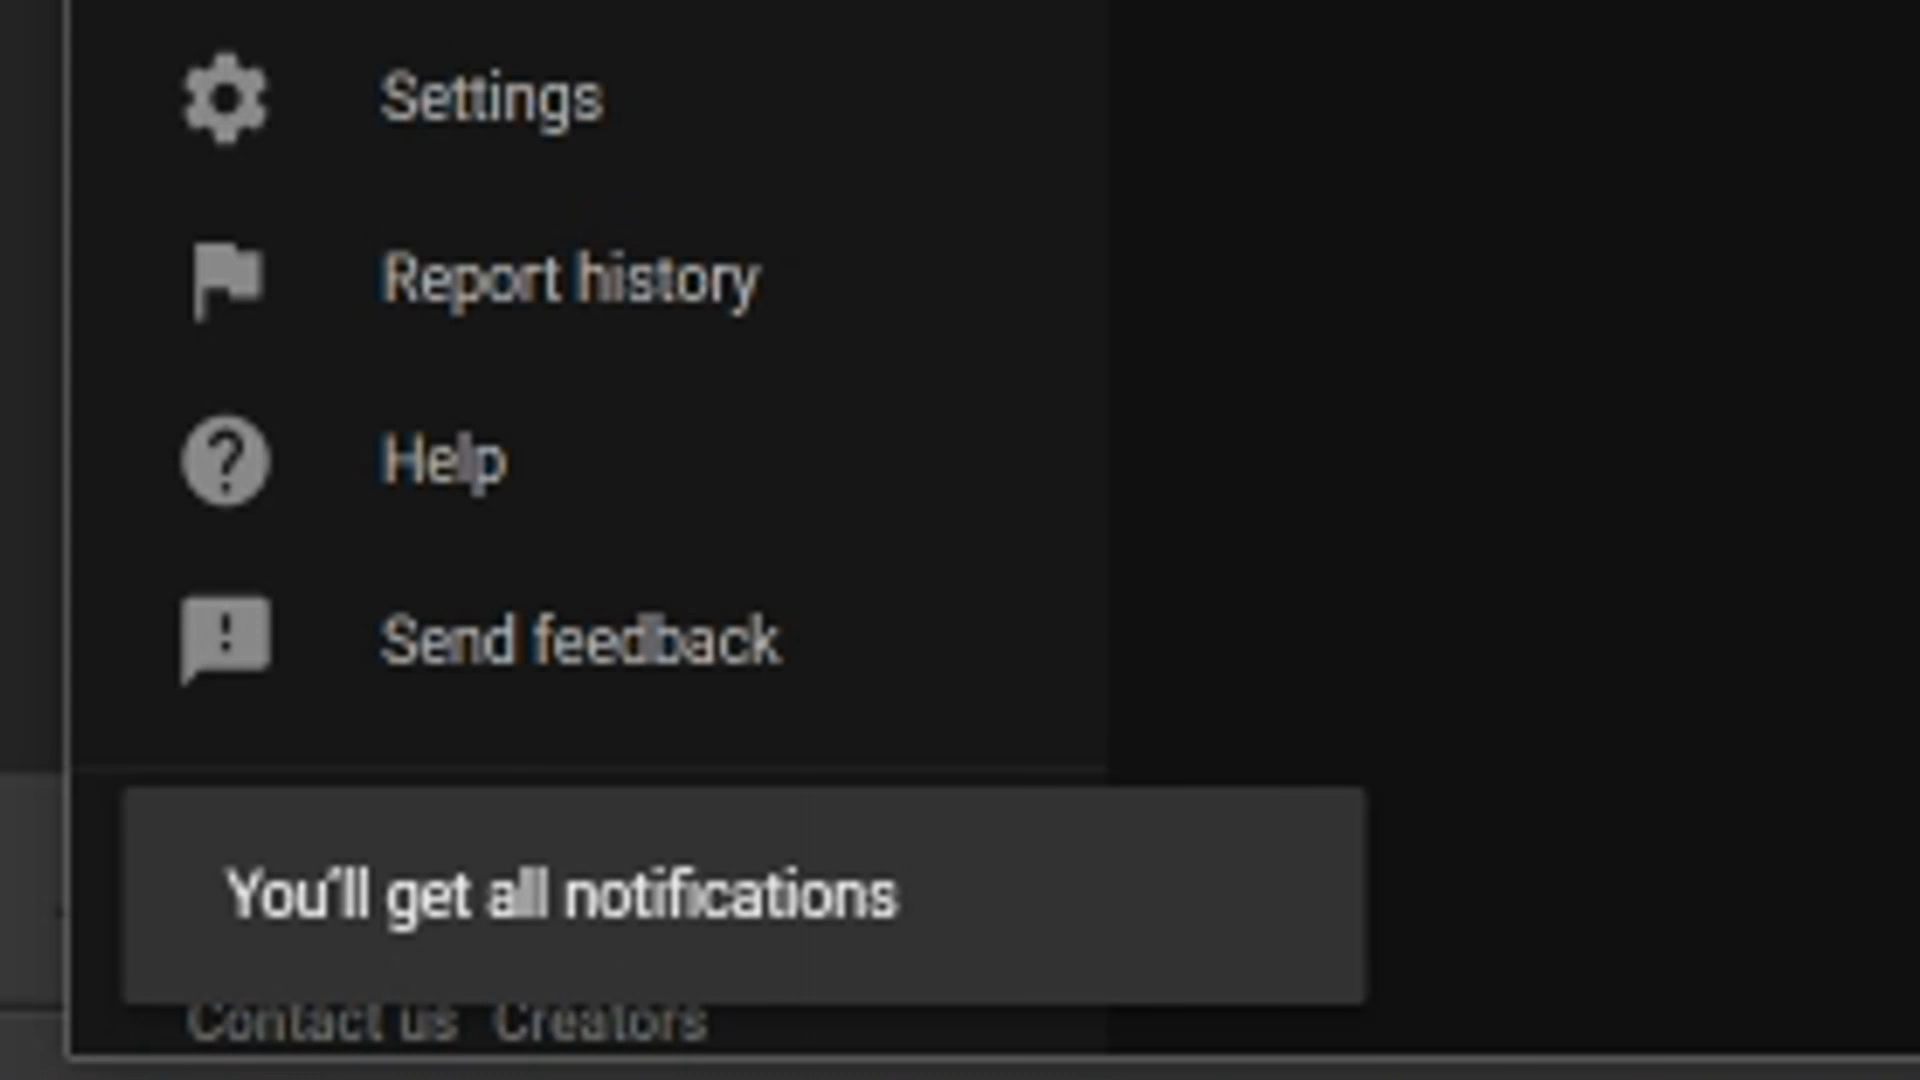 Settings
Report history
Help
Send feedback
You'll get all notifications
Contact us Creators